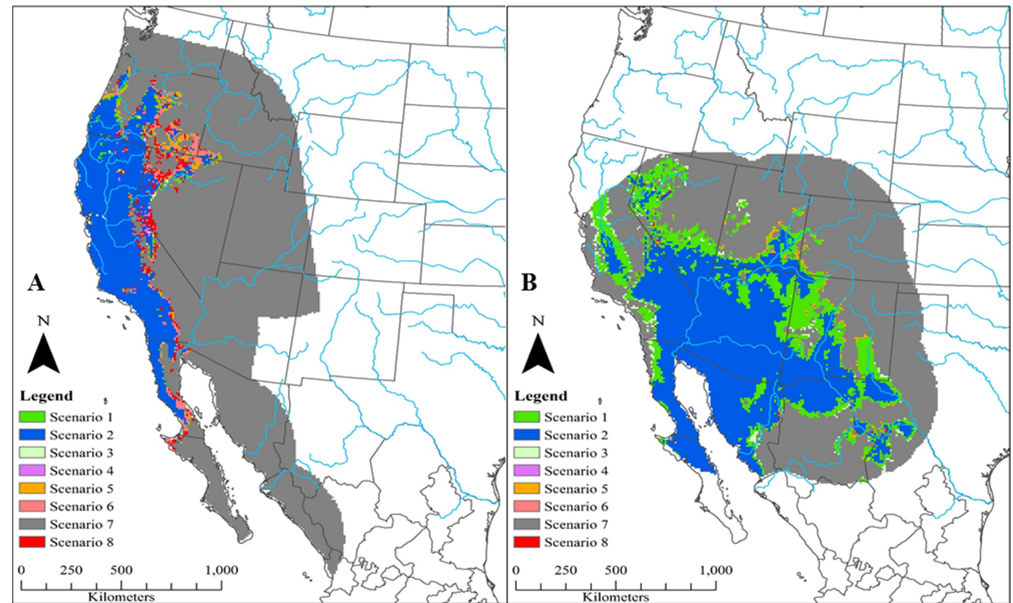 A
N
Legend
Scenario 1
Scenario 2
Scenario 3
Scenario 4
Scenario 5
Scenario 6
Scenario 7
Scenario 8
0 250 500 1,000
Kilometers
B
N
Legend
Scenario 1
Scenario 2
Scenario 3
Scenario 4
Scenario 5
Scenario 6
Scenario 7
Scenario 8
0 250 500 1,000
Kilometers